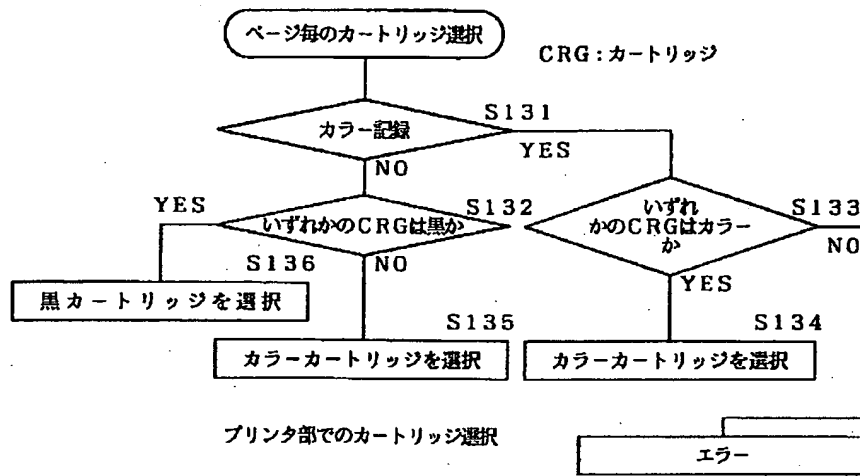 ページ毎のカートリッジ選択
CRG:カートリッジ
S131
カラー記録
YES
NO
YES
S132
いずれかのCRGは黒か
いずれ
かのCRGはカラー
か
S133
NO
S136
NO
YES
黒カートリッジを選択
S135
S134
カラーカートリッジを選択
カラーカートリッジを選択
プリンタ部でのカートリッジ選択
エラー